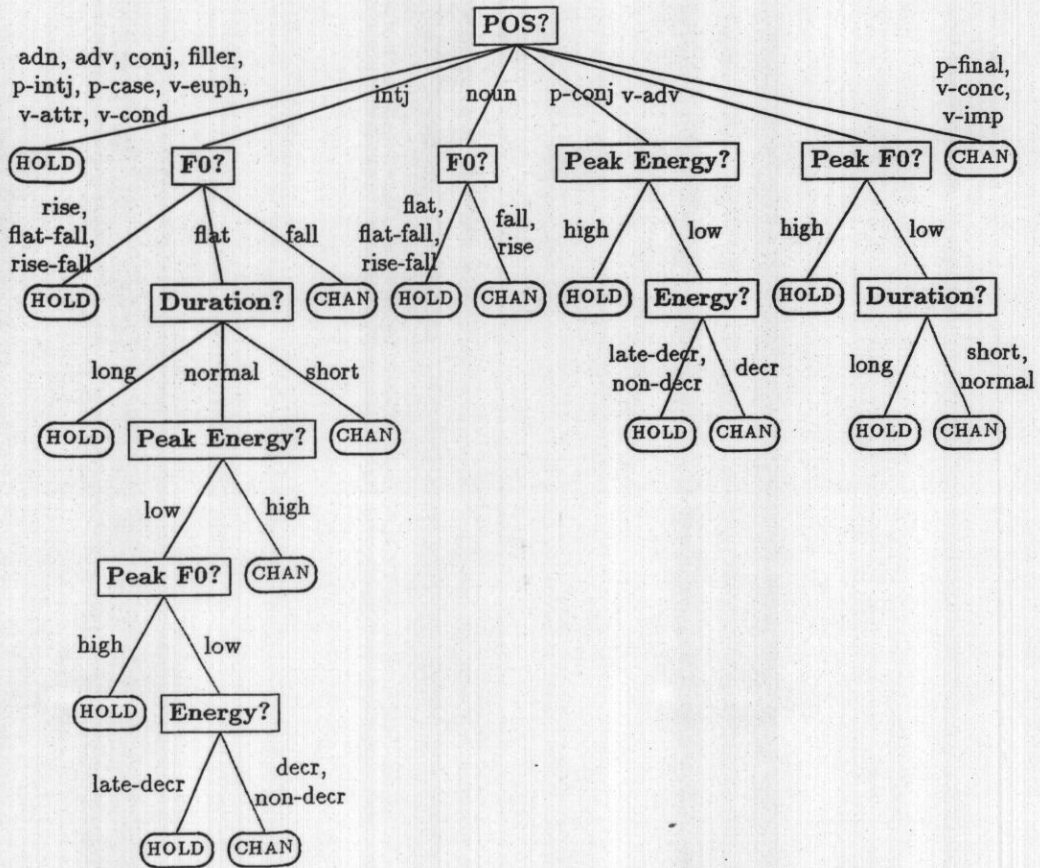 POS?
adn, adv, conj, filler,
p-intj, p-case, v-euph,
v-attr, v-cond
intj
noun
p-conj
v-adv
p-final,
v-conc,
v-imp
HOLD
F0?
F0?
Peak Energy?
Peak F0?
CHAN
rise,
flat-fall,
rise-fall
flat
fall
flat,
flat-fall,
rise-fall
fall,
rise
high
low
high
low
HOLD
Duration?
CHAN
HOLD
CHAN
HOLD
Energy?
HOLD
Duration?
long
normal
short
late-decr,
non-decr
decr
long
short,
normal
HOLD
Peak Energy?
CHAN
HOLD
CHAN
HOLD
CHAN
low
high
Peak F0?
CHAN
high
low
HOLD
Energy?
late-decr
decr,
non-decr
HOLD
CHAN